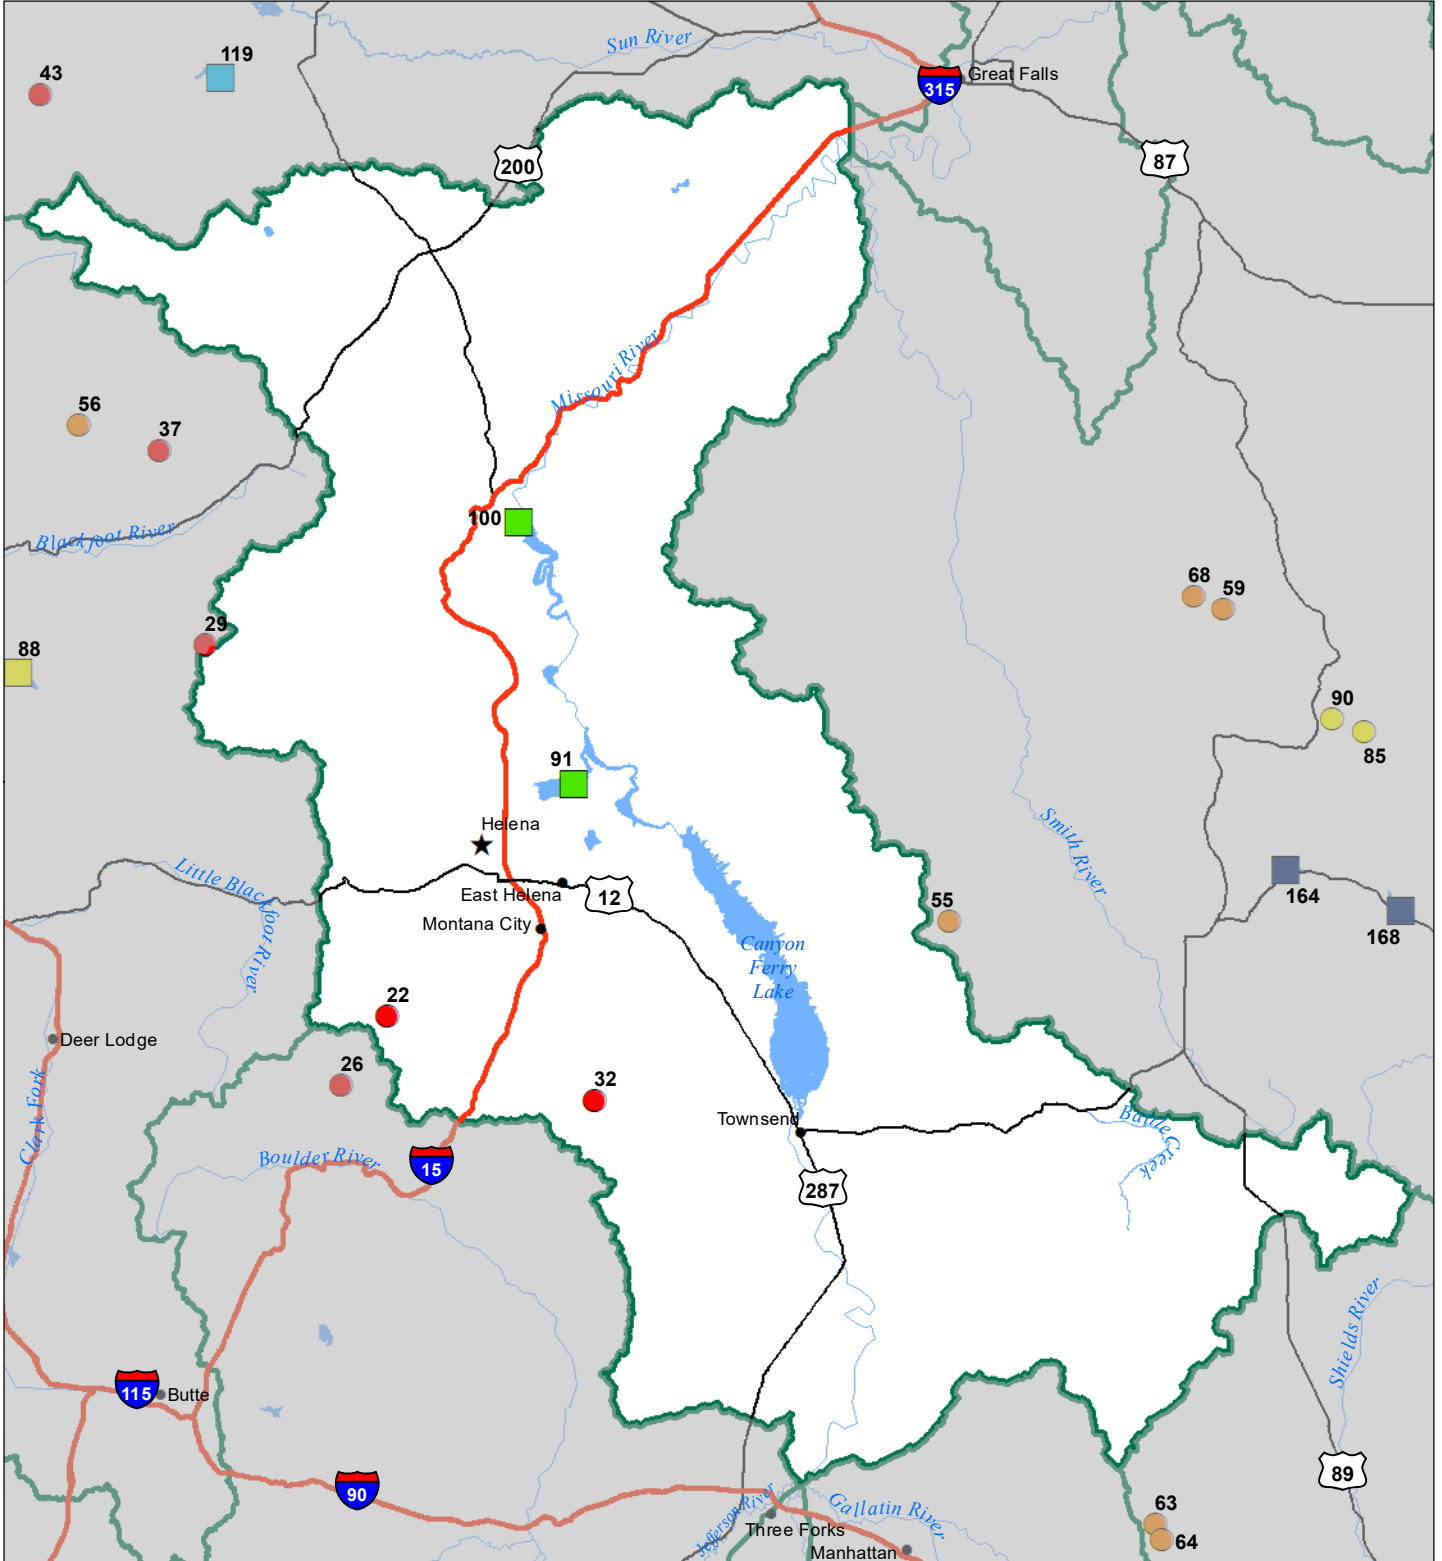 Sun River
119
43
315
Great Falls
200
87
Missouri River
56
37
100
Blackfoot River
68
59
29
88
90
85
91
Helena
Smith River
Little Blackfoot River
164
East Helena
12
55
168
Montana City
Canyon
Ferry
Lake
22
Deer Lodge
26
32
Clark Fork
Townsend
Battle Creek
Boulder River
15
287
Shields River
115
Butte
89
90
Jefferson River
Gallatin River
63
Three Forks
64
Manhattan